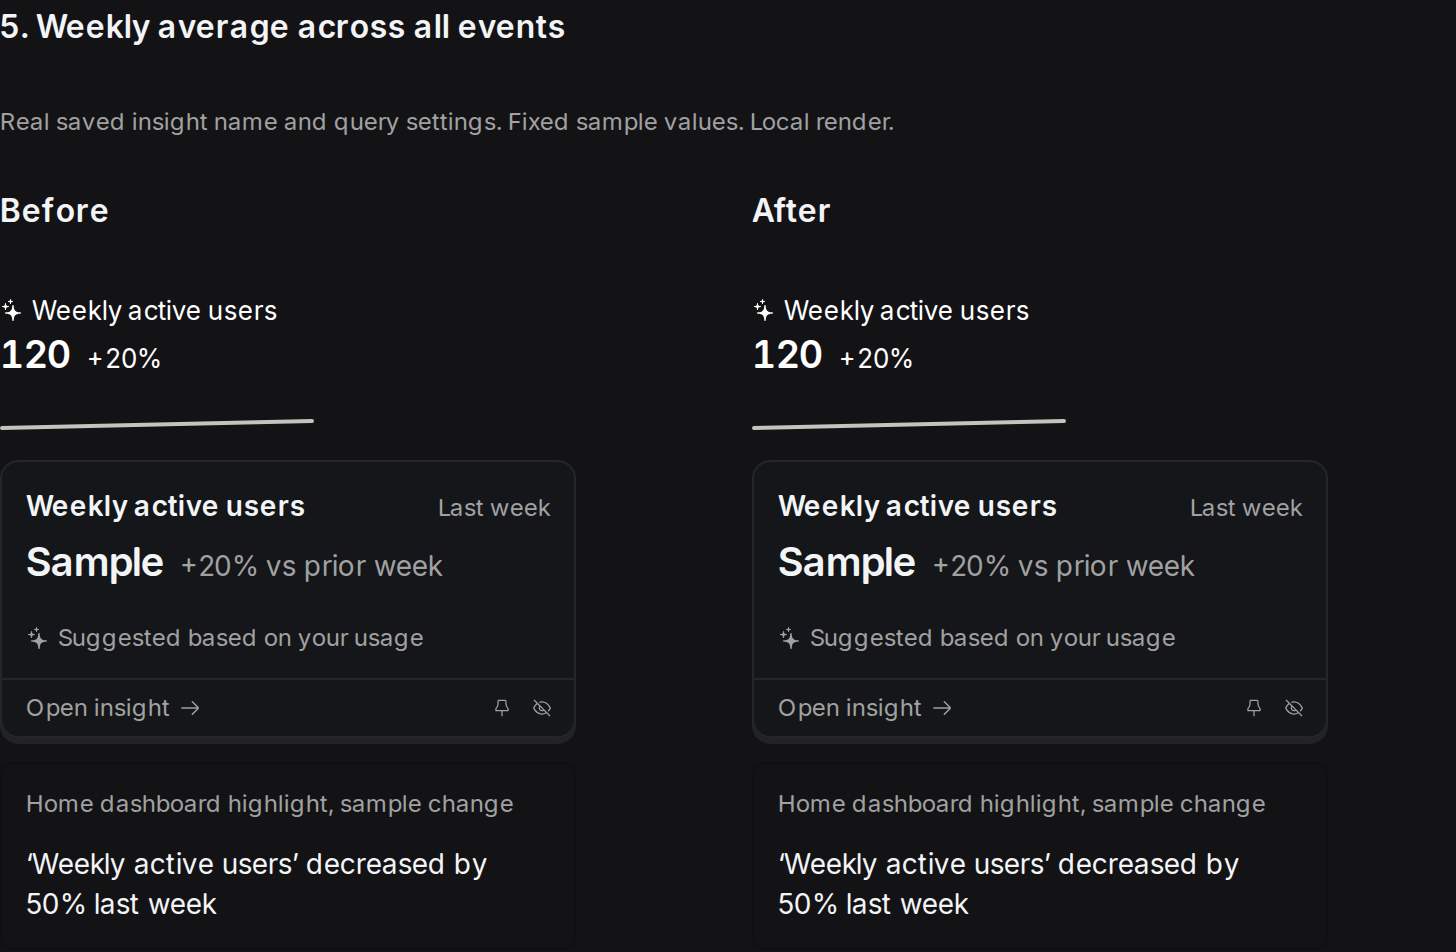 5. Weekly average across all events
Real saved insight name and query settings. Fixed sample values. Local render.
Before
Weekly active users
120 +20%
Weekly active users Last week
Sample +20% vs prior week
Suggested based on your usage
Open insight →
Home dashboard highlight, sample change
‘Weekly active users’ decreased by
50% last week
After
Weekly active users
120 +20%
Weekly active users Last week
Sample +20% vs prior week
Suggested based on your usage
Open insight →
Home dashboard highlight, sample change
‘Weekly active users’ decreased by
50% last week